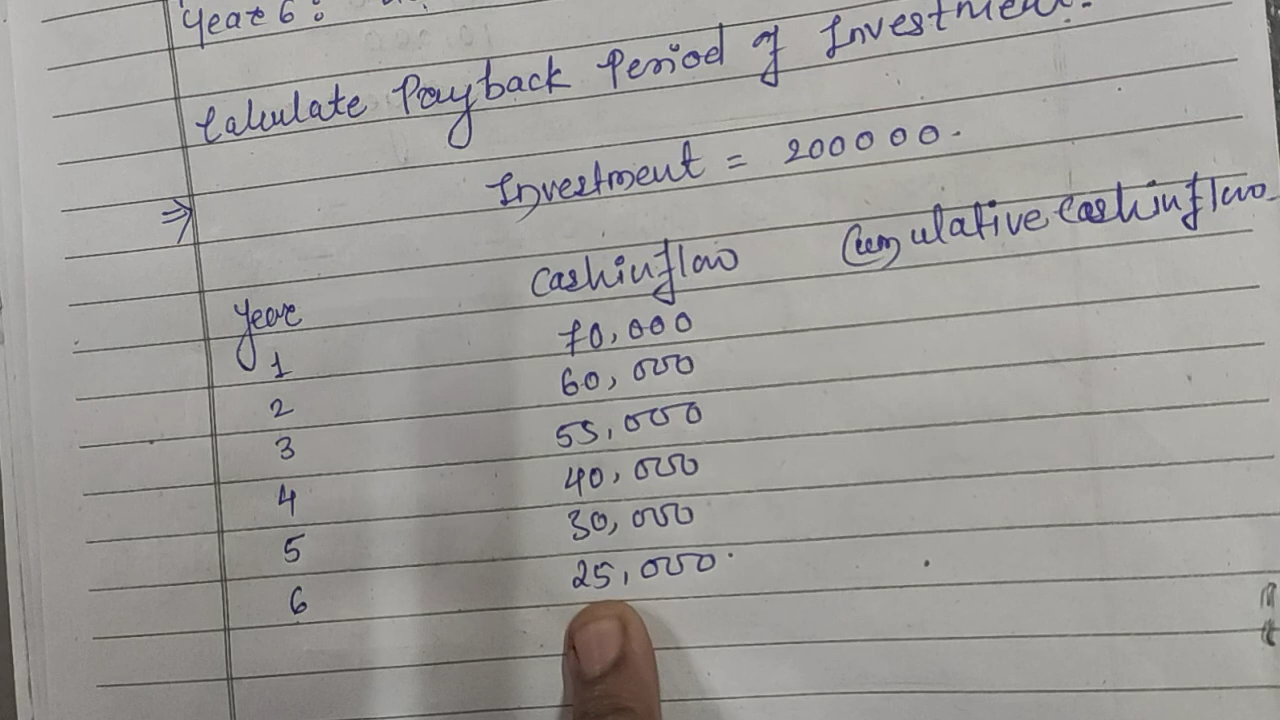 Year 6:
Calculate Payback Period of Investment.
⇒ Investment = 200000.
Year Cashinflow Cumulative Cashinflow
1 70,000
2 60,000
3 55,000
4 40,000
5 30,000
6 25,000.